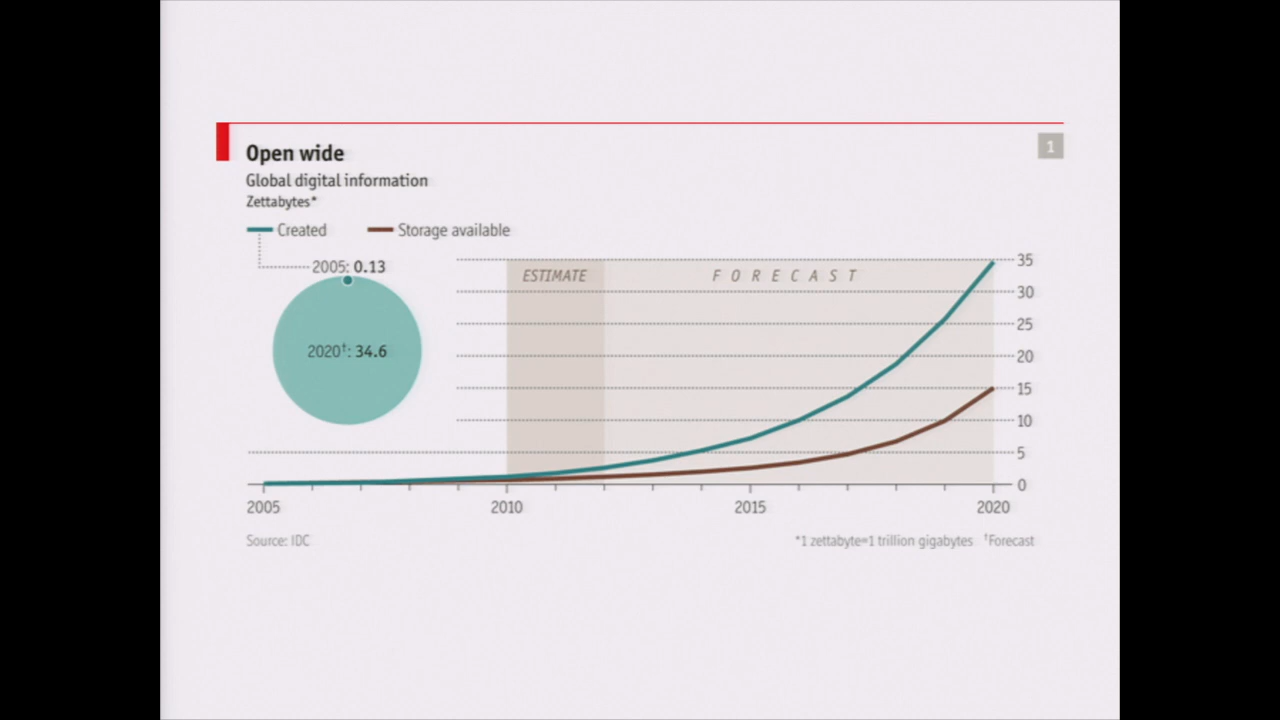 Open wide
1
Global digital information
Zettabytes*
Created
Storage available
2005: 0.13
2020†: 34.6
ESTIMATE
FORECAST
35
30
25
20
15
10
5
0
2005
2010
2015
2020
Source: IDC
*1 zettabyte=1 trillion gigabytes †Forecast